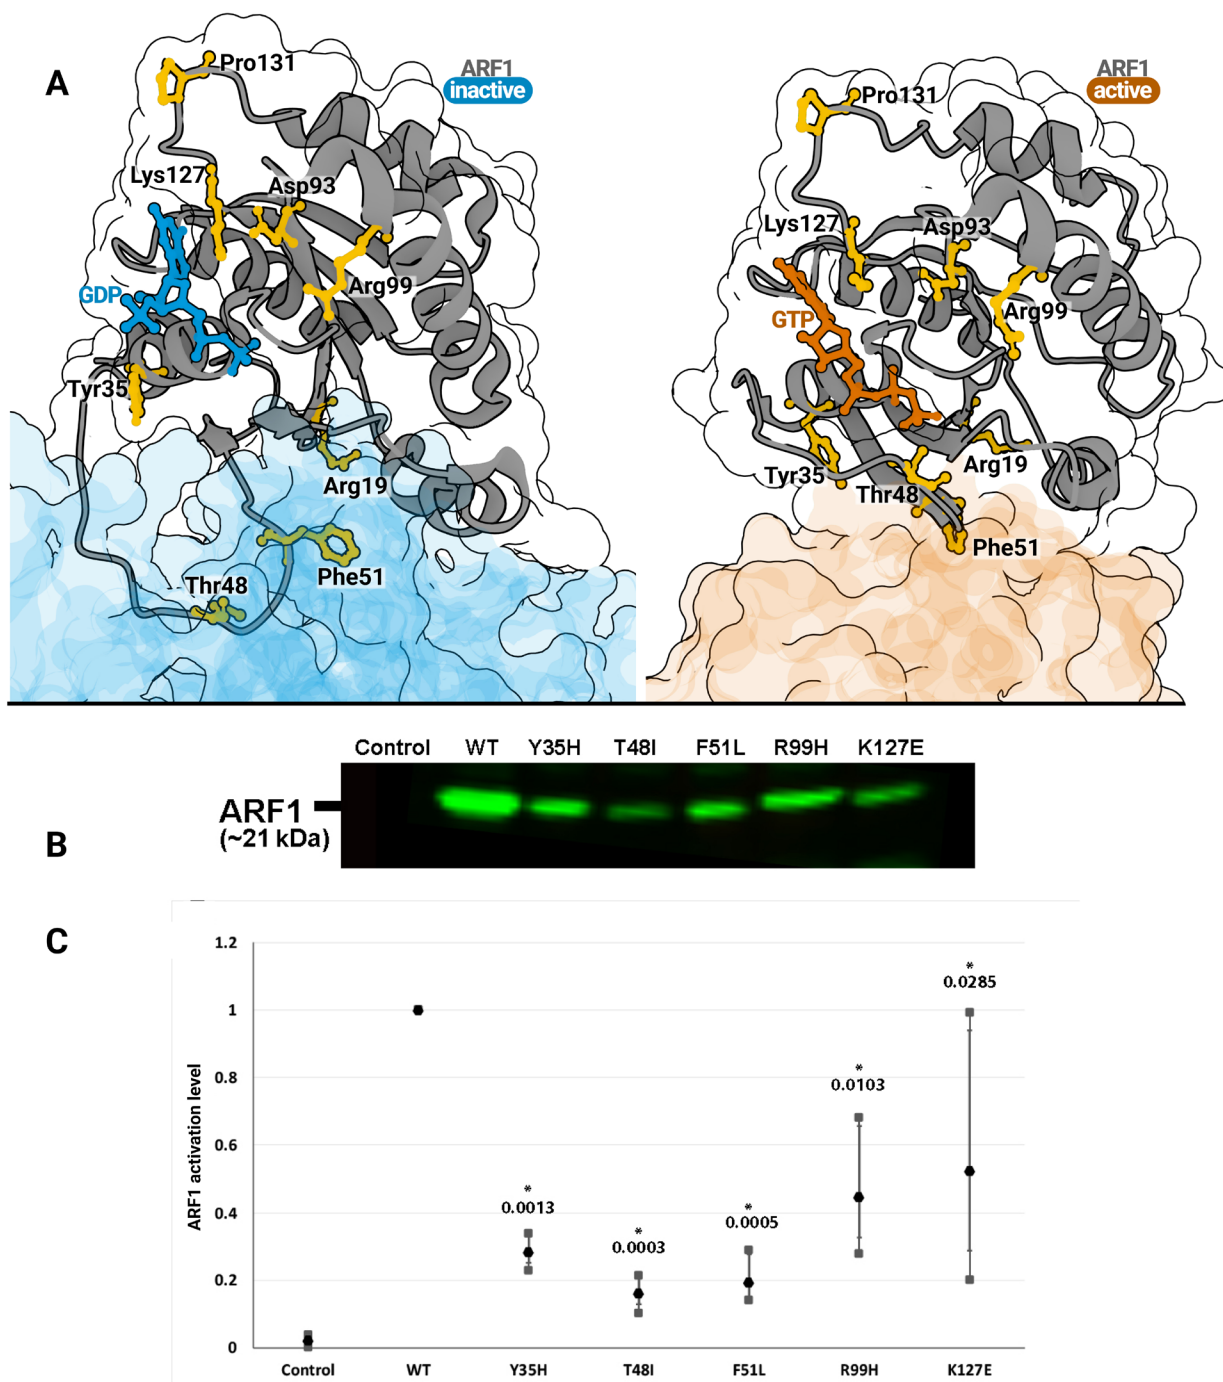 A
ARF1
inactive
Pro131
Lys127
Asp93
GDP
Arg99
Tyr35
Arg19
Phe51
Thr48
ARF1
active
Pro131
Lys127
Asp93
GTP
Arg99
Tyr35
Arg19
Thr48
Phe51
B
Control WT Y35H T48I F51L R99H K127E
ARF1
(~21 kDa)
C
ARF1 activation level
1.2
1
0.8
0.6
0.4
0.2
0
*
0.0013
*
0.0003
*
0.0005
*
0.0103
*
0.0285
Control WT Y35H T48I F51L R99H K127E